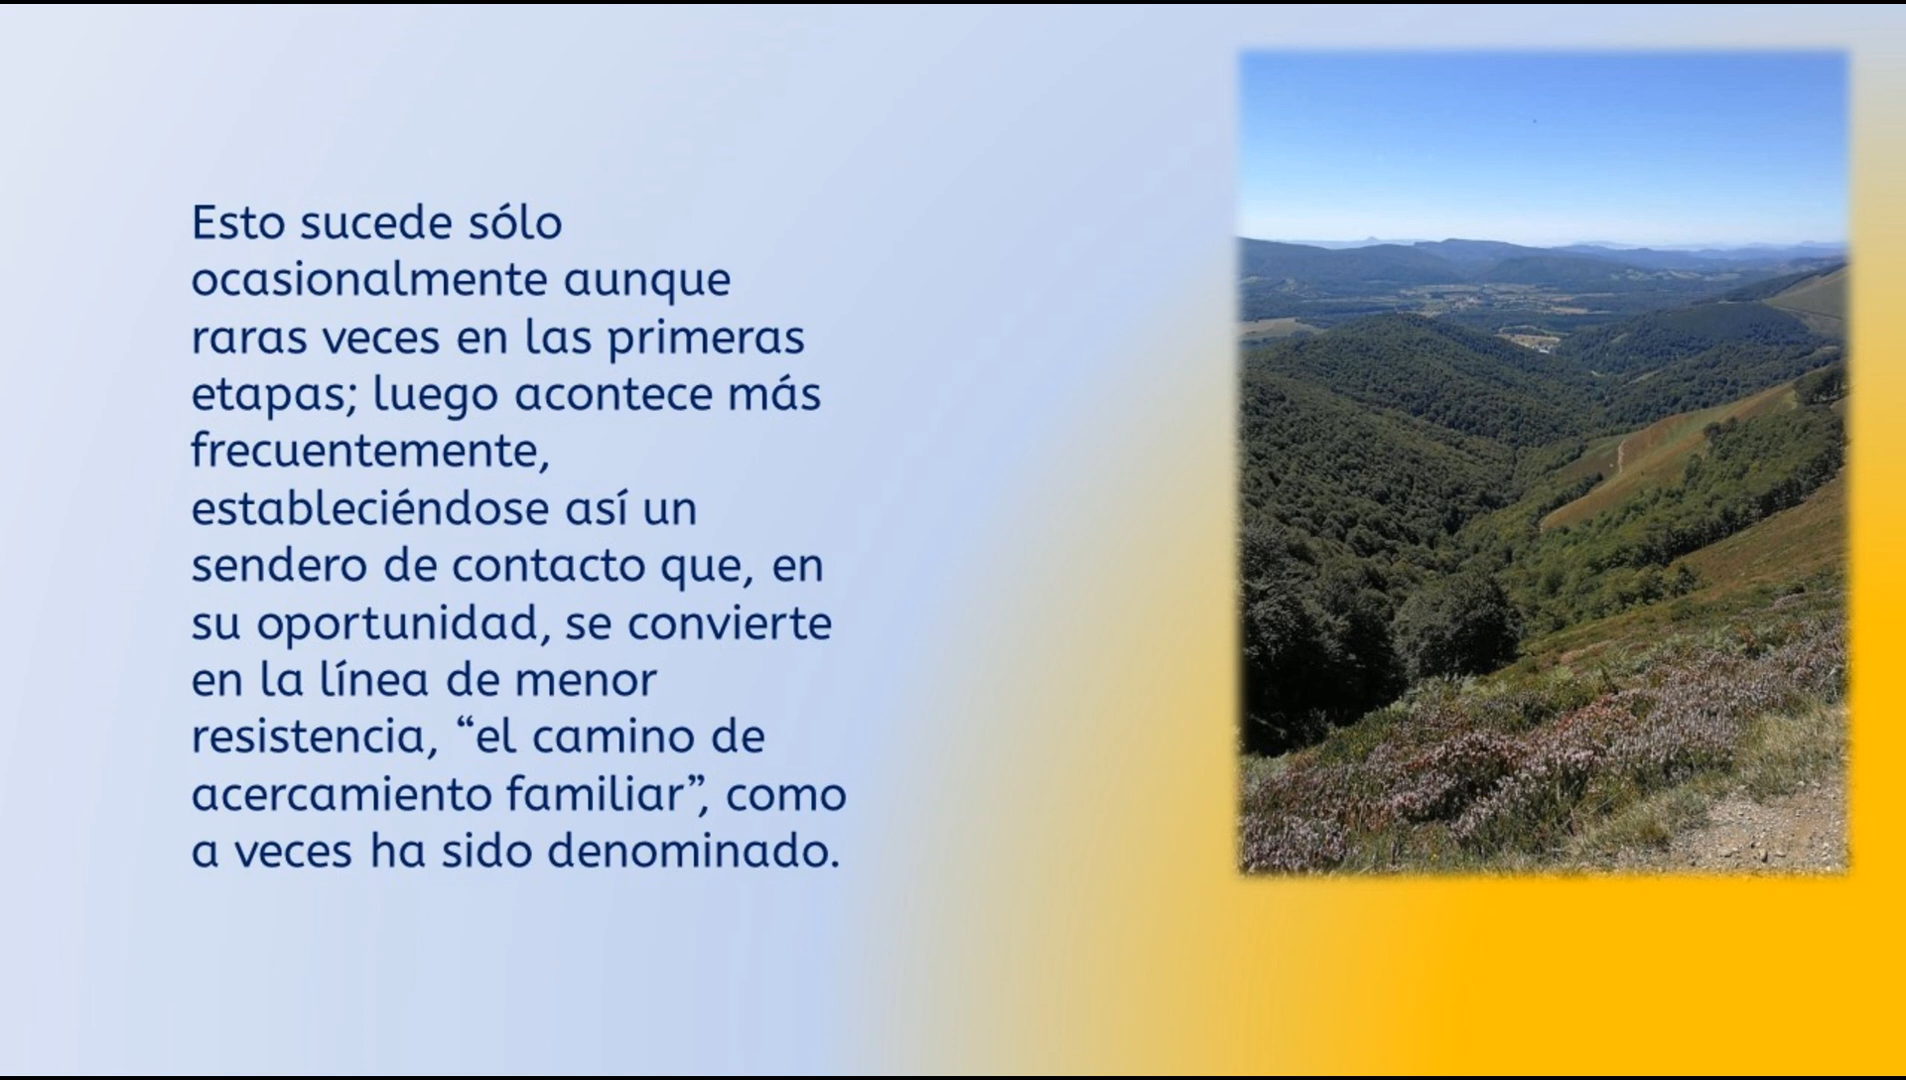 Esto sucede sólo
ocasionalmente aunque
raras veces en las primeras
etapas; luego acontece más
frecuentemente,
estableciéndose así un
sendero de contacto que, en
su oportunidad, se convierte
en la línea de menor
resistencia, “el camino de
acercamiento familiar”, como
a veces ha sido denominado.